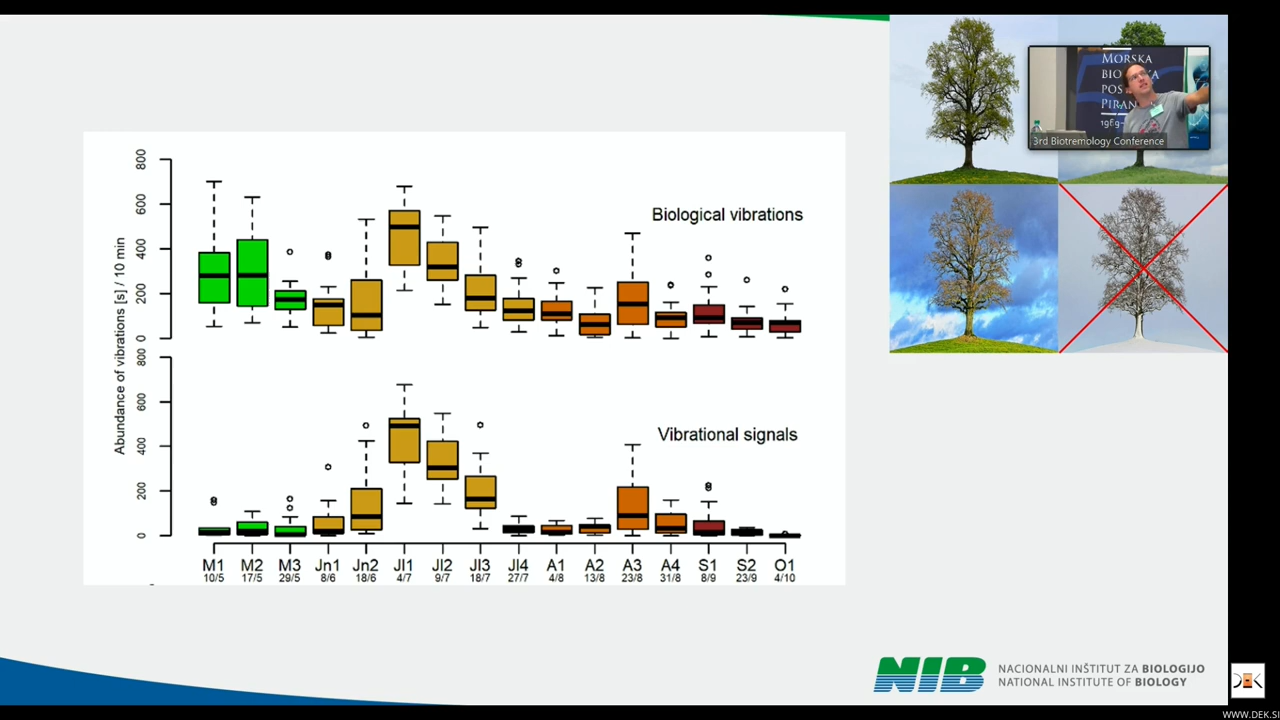 MORSKA
BIO
KA
POS
PIRAN
3rd Biotremology Conference
800
600
400
200
0
Biological vibrations
800
600
400
200
0
Vibrational signals
Abundance of vibrations [s] / 10 min
M1 M2 M3 Jn1 Jn2 Jl1 Jl2 Jl3 Jl4 A1 A2 A3 A4 S1 S2 O1
10/5 17/5 29/5 8/6 18/6 4/7 9/7 18/7 27/7 4/8 13/8 23/8 31/8 8/9 23/9 4/10
NIB
NACIONALNI INŠTITUT ZA BIOLOGIJO
NATIONAL INSTITUTE OF BIOLOGY
WWW.DEK.SI